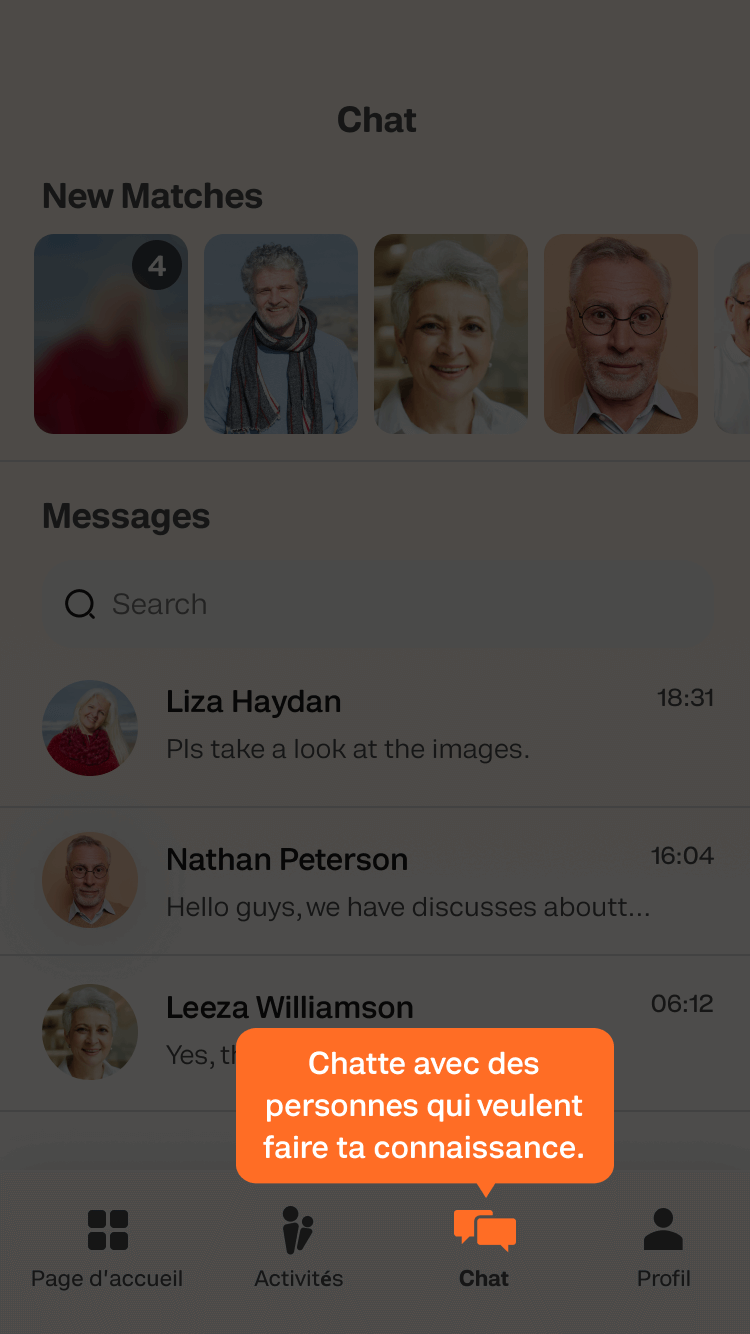 Chat
New Matches
4
Messages
Search
Liza Haydan
18:31
Pls take a look at the images.
Nathan Peterson
16:04
Hello guys, we have discusses aboutt...
Leeza Williamson
06:12
Yes,
Chatte avec des
personnes qui veulent
faire ta connaissance.
Page d'accueil
Activités
Chat
Profil